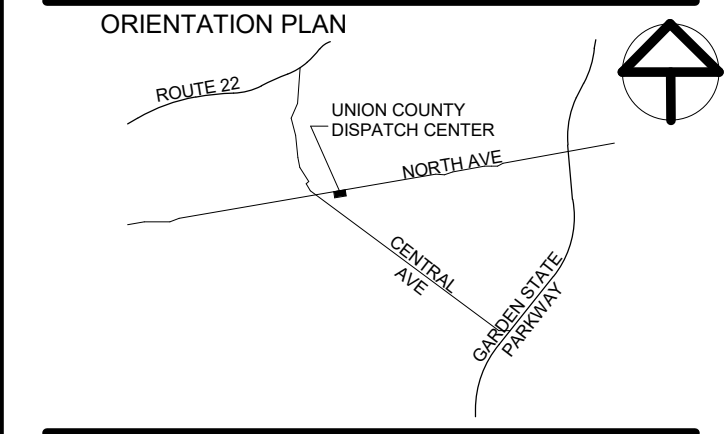 ORIENTATION PLAN
ROUTE 22
UNION COUNTY
DISPATCH CENTER
NORTH AVE
CENTRAL
AVE
GARDEN STATE
PARKWAY